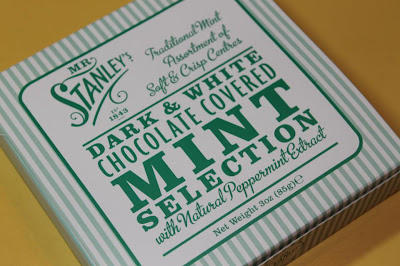 MR.
STANLEY'S
EST
1843
Traditional Mint
Assortment of
Soft & Crisp Centres
DARK & WHITE
CHOCOLATE COVERED
MINT
SELECTION
with Natural Peppermint Extract
Net Weight 3oz (85g)℮